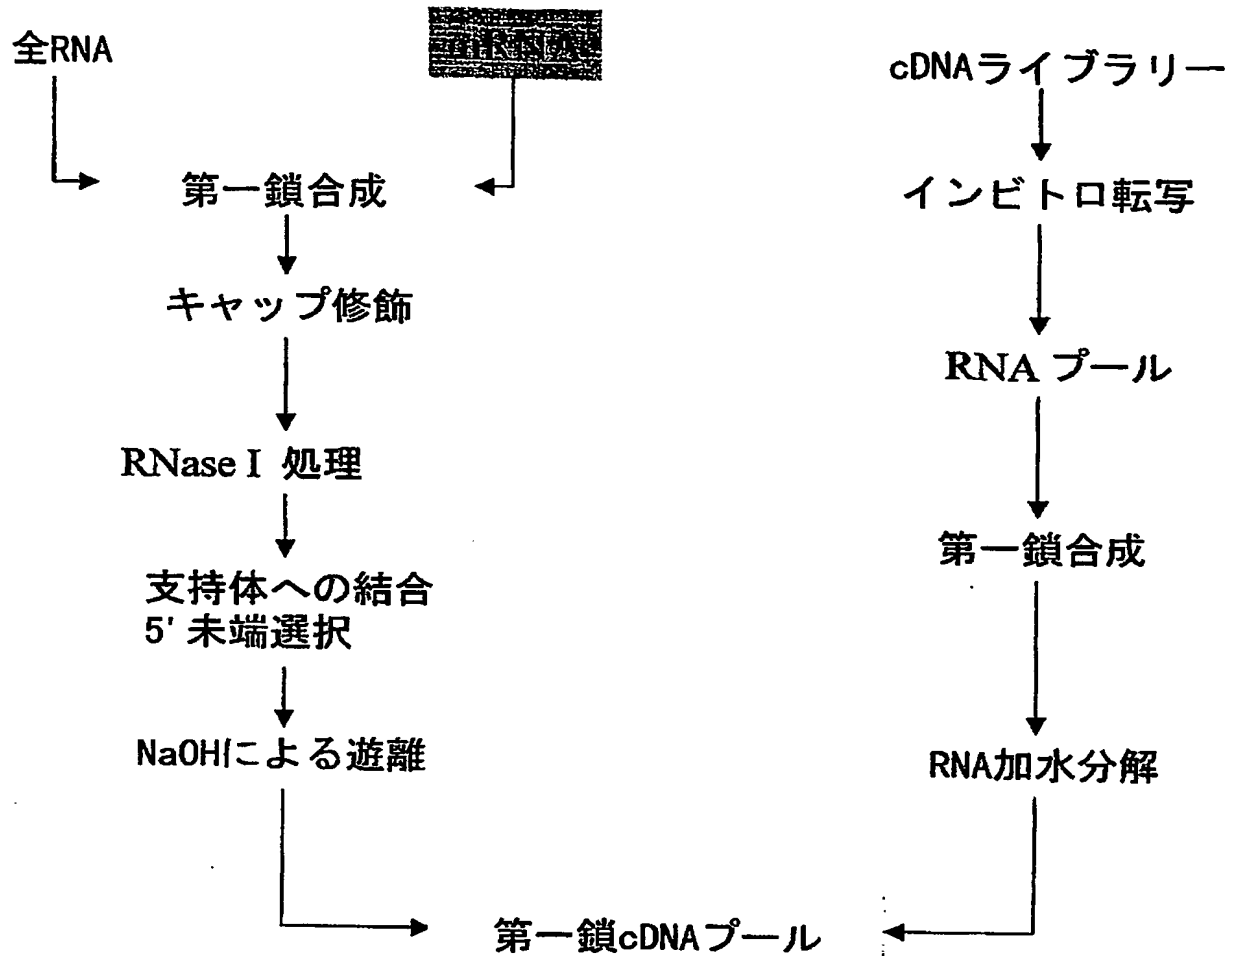 全RNA
mRNA
cDNAライブラリー
第一鎖合成
インビトロ転写
キャップ修飾
RNA プール
RNase I 処理
第一鎖合成
支持体への結合
5' 未端選択
NaOHによる遊離
RNA加水分解
第一鎖cDNAプール